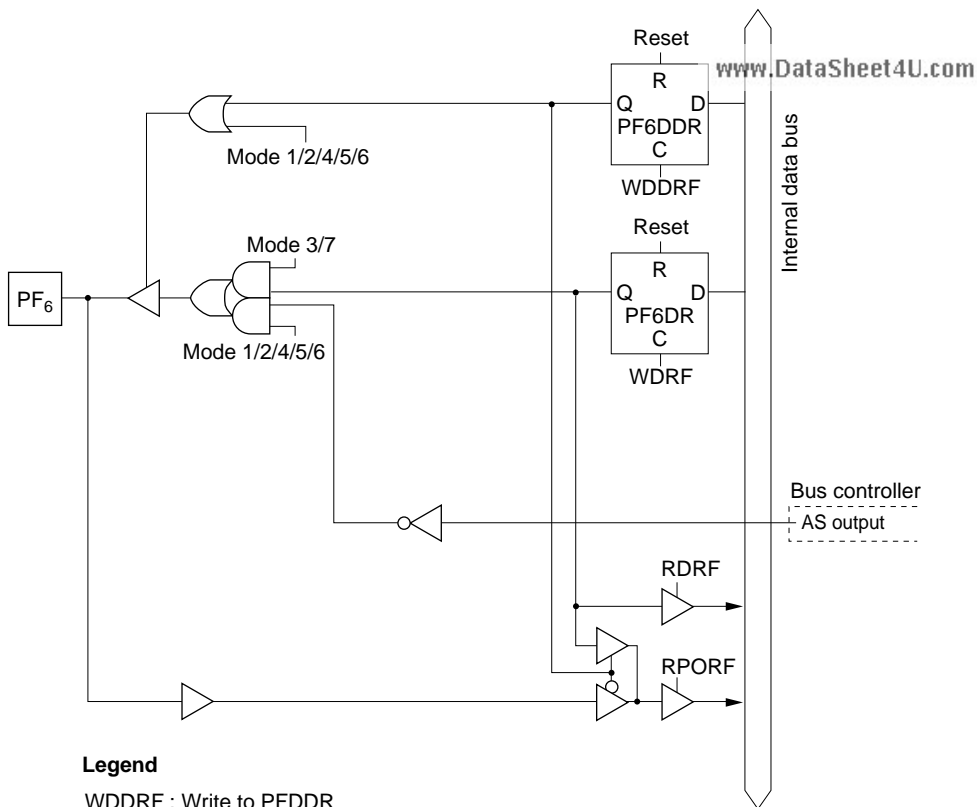 Reset
www.DataSheet4U.com
R
Q D
PF6DDR
C
WDDRF
Mode 1/2/4/5/6
Internal data bus
Reset
Mode 3/7
R
Q D
PF6DR
C
WDRF
PF6
Mode 1/2/4/5/6
Bus controller
AS output
RDRF
RPORF
Legend
WDDRF : Write to PFDDR